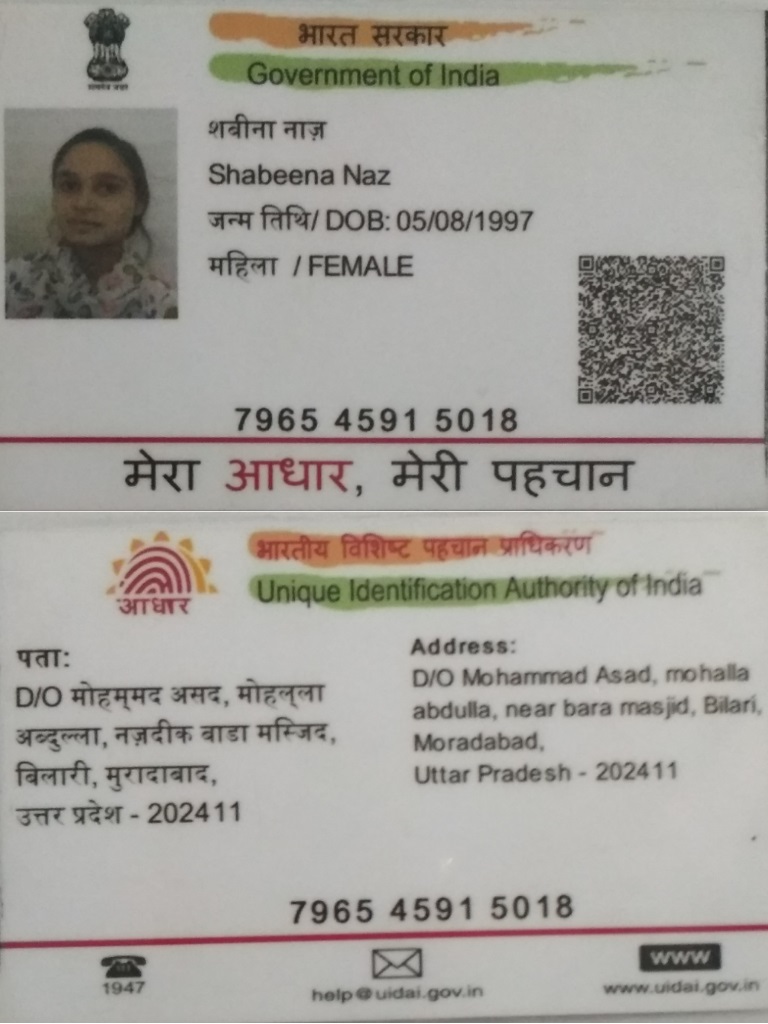 भारत सरकार
Government of India
शबीना नाज़
Shabeena Naz
जन्म तिथि/ DOB: 05/08/1997
महिला / FEMALE
7965 4591 5018
मेरा आधार, मेरी पहचान
भारतीय विशिष्ट पहचान प्राधिकरण
Unique Identification Authority of India
आधार
पता:
D/O मोहम्मद असद, मोहल्ला
अब्दुल्ला, नज़दीक बाडा मस्जिद,
बिलारी, मुरादाबाद,
उत्तर प्रदेश - 202411
Address:
D/O Mohammad Asad, mohalla
abdulla, near bara masjid, Bilari,
Moradabad,
Uttar Pradesh - 202411
7965 4591 5018
1947
help@uidai.gov.in
www
www.uidai.gov.in